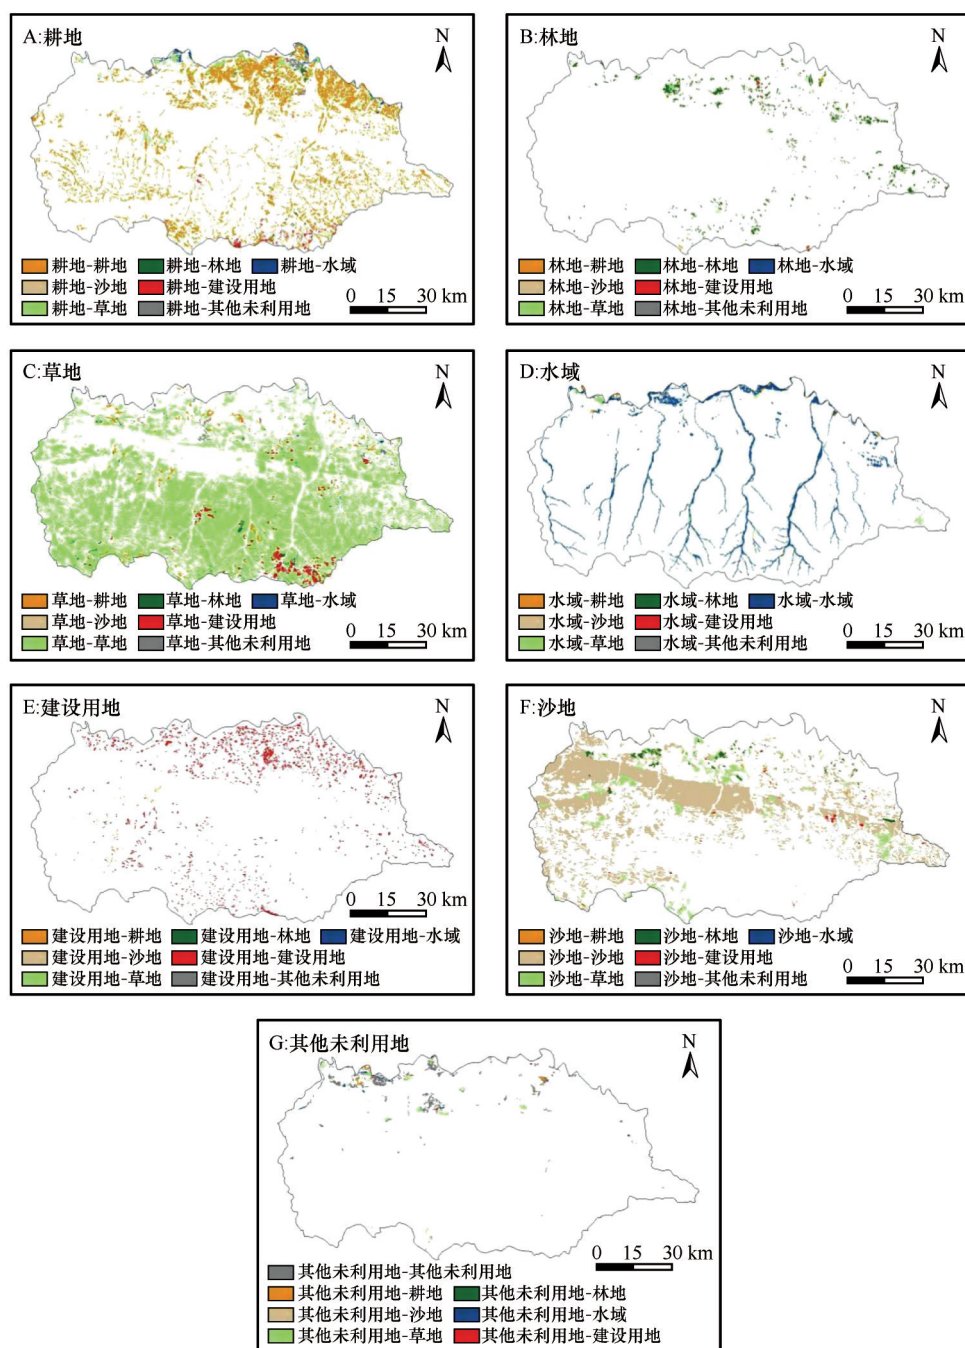 A:耕地
N
耕地-耕地 耕地-林地 耕地-水域
耕地-沙地 耕地-建设用地
耕地-草地 耕地-其他未利用地
0 15 30 km
B:林地
N
林地-耕地 林地-林地 林地-水域
林地-沙地 林地-建设用地
林地-草地 林地-其他未利用地
0 15 30 km
C:草地
N
草地-耕地 草地-林地 草地-水域
草地-沙地 草地-建设用地
草地-草地 草地-其他未利用地
0 15 30 km
D:水域
N
水域-耕地 水域-林地 水域-水域
水域-沙地 水域-建设用地
水域-草地 水域-其他未利用地
0 15 30 km
E:建设用地
N
0 15 30 km
建设用地-耕地 建设用地-林地 建设用地-水域
建设用地-沙地 建设用地-建设用地
建设用地-草地 建设用地-其他未利用地
F:沙地
N
沙地-耕地 沙地-林地 沙地-水域
沙地-沙地 沙地-建设用地
沙地-草地 沙地-其他未利用地
0 15 30 km
G:其他未利用地
N
0 15 30 km
其他未利用地-其他未利用地
其他未利用地-耕地 其他未利用地-林地
其他未利用地-沙地 其他未利用地-水域
其他未利用地-草地 其他未利用地-建设用地